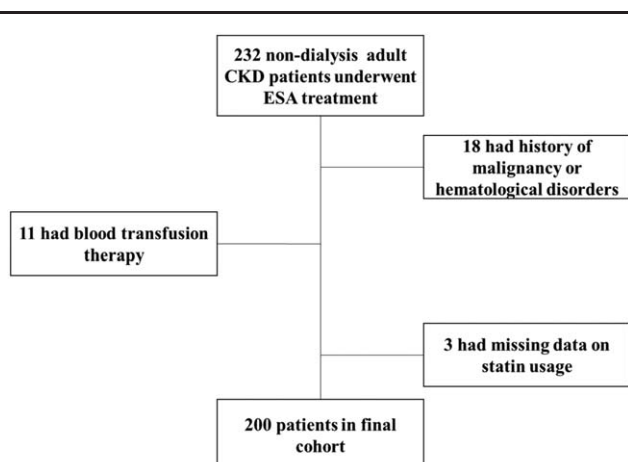 232 non-dialysis adult
CKD patients underwent
ESA treatment
18 had history of
malignancy or
hematological disorders
11 had blood transfusion
therapy
3 had missing data on
statin usage
200 patients in final
cohort